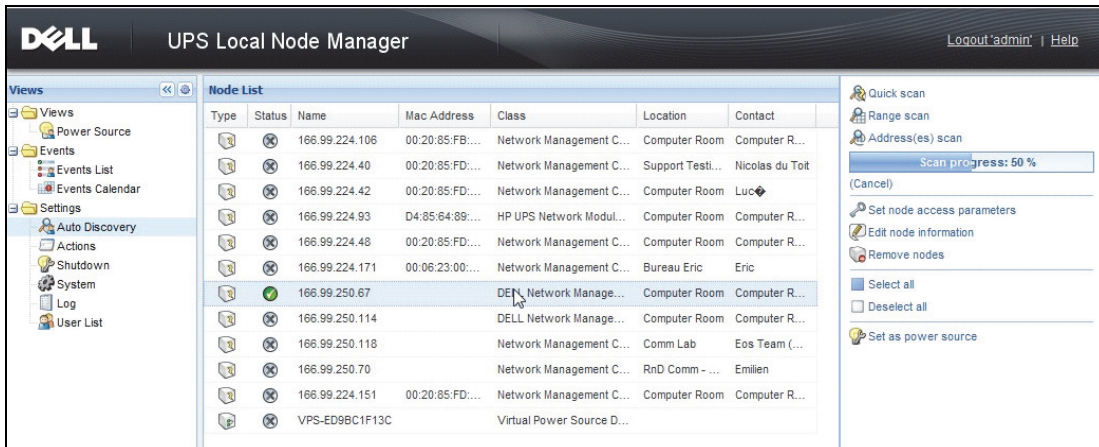 DELL UPS Local Node Manager Logout 'admin' | Help
Views
Views
Power Source
Events
Events List
Events Calendar
Settings
Auto Discovery
Actions
Shutdown
System
Log
User List
Node List
Type Status Name Mac Address Class Location Contact
166.99.224.106 00:20:85:FB:... Network Management C... Computer Room Computer R...
166.99.224.40 00:20:85:FD:... Network Management C... Support Testi... Nicolas du Toit
166.99.224.42 00:20:85:FD:... Network Management C... Computer Room Luc�
166.99.224.93 D4:85:64:89:... HP UPS Network Modul... Computer Room Computer R...
166.99.224.48 00:20:85:FD:... Network Management C... Computer Room Computer R...
166.99.224.171 00:06:23:00:... Network Management C... Bureau Eric Eric
166.99.250.67 DELL Network Manage... Computer Room Computer R...
166.99.250.114 DELL Network Manage... Computer Room Computer R...
166.99.250.118 Network Management C... Comm Lab Eos Team (...
166.99.250.70 Network Management C... RnD Comm - ... Emilien
166.99.224.151 00:20:85:FD:... Network Management C... Computer Room Computer R...
VPS-ED9BC1F13C Virtual Power Source D...
Quick scan
Range scan
Address(es) scan
Scan progress: 50 %
(Cancel)
Set node access parameters
Edit node information
Remove nodes
Select all
Deselect all
Set as power source